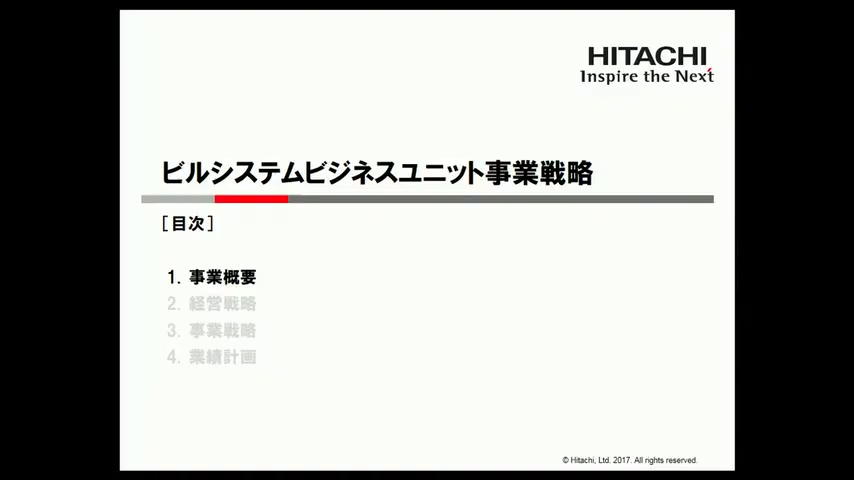 HITACHI
Inspire the Next
ビルシステムビジネスユニット事業戦略
[目次]
1. 事業概要
2. 経営戦略
3. 事業戦略
4. 業績計画
© Hitachi, Ltd. 2017. All rights reserved.